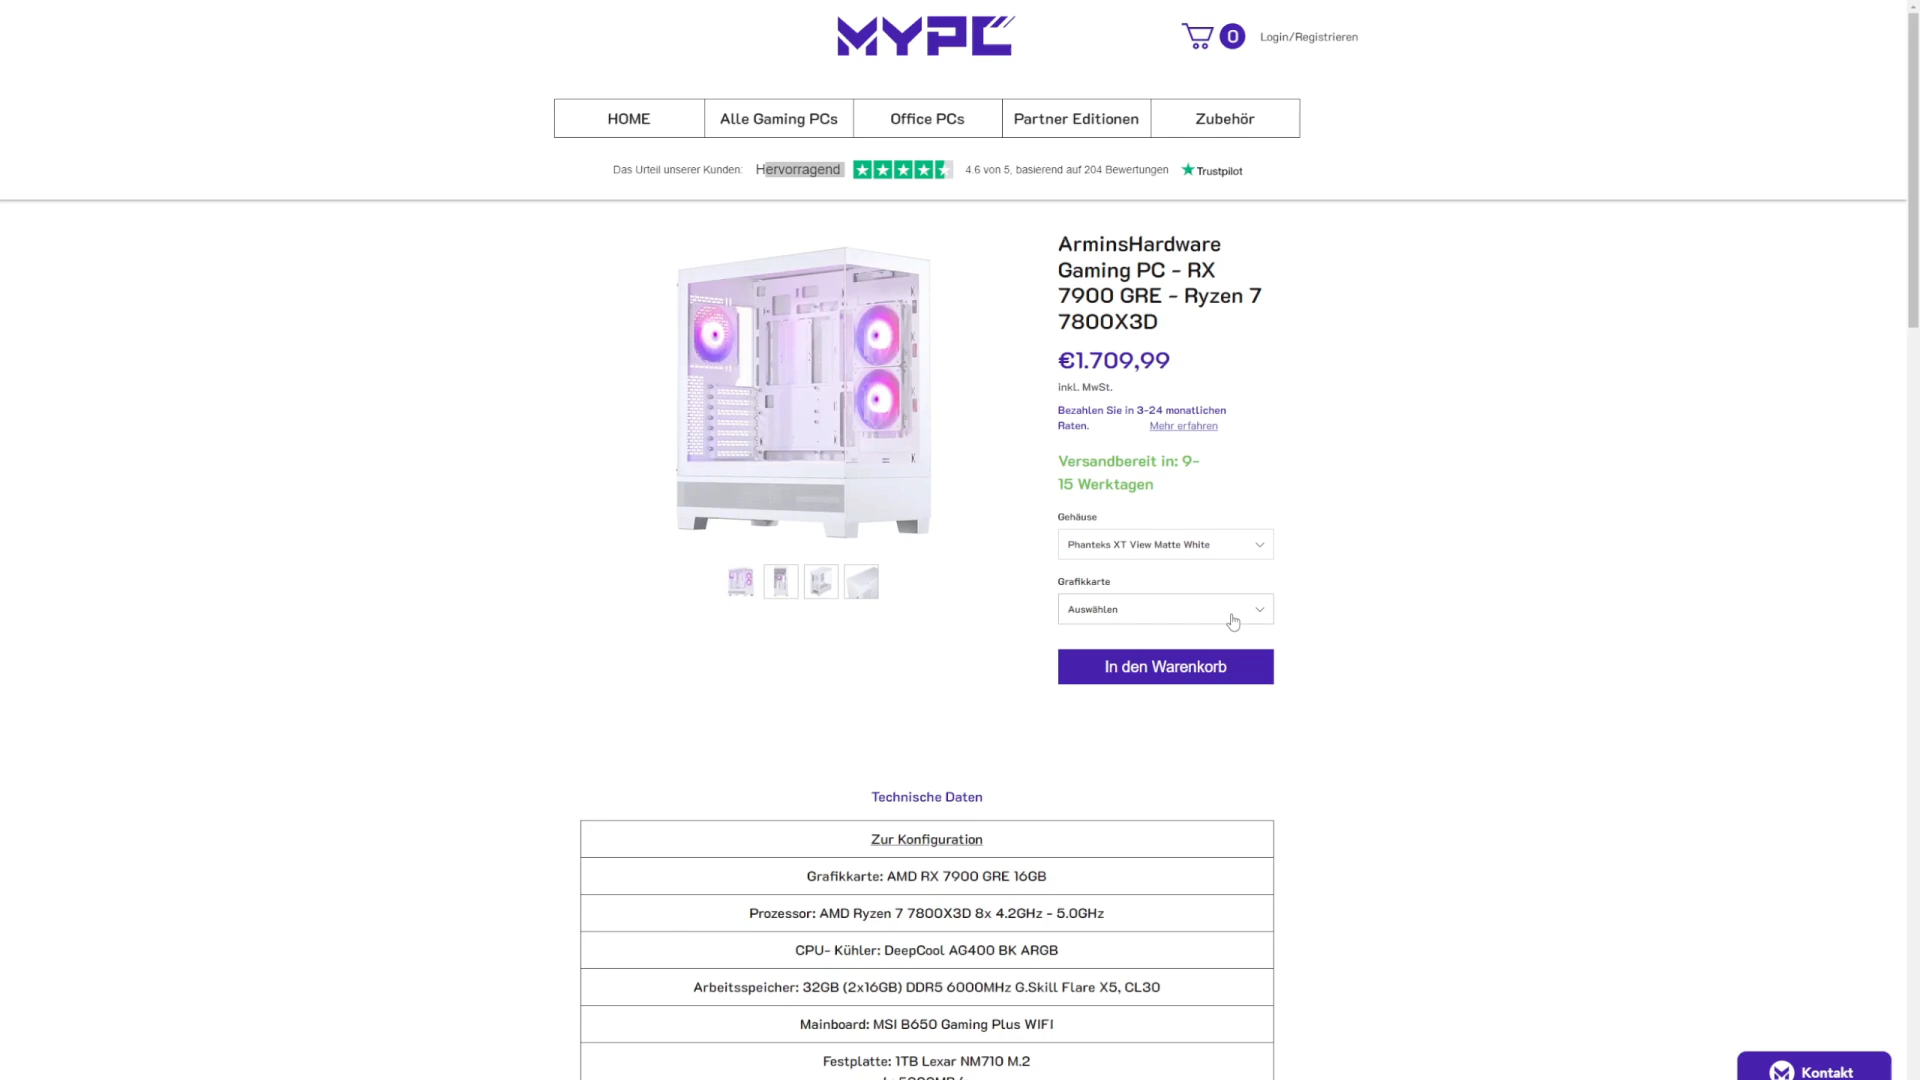 MYPC
0
Login/Registrieren
HOME
Alle Gaming PCs
Office PCs
Partner Editionen
Zubehör
Das Urteil unserer Kunden: Hervorragend 4.6 von 5, basierend auf 204 Bewertungen Trustpilot
ArminsHardware
Gaming PC - RX
7900 GRE - Ryzen 7
7800X3D
€1.709,99
inkl. MwSt.
Bezahlen Sie in 3-24 monatlichen
Raten. Mehr erfahren
Versandbereit in: 9-
15 Werktagen
Gehäuse
Phanteks XT View Matte White
Grafikkarte
Auswählen
In den Warenkorb
Technische Daten
Zur Konfiguration
Grafikkarte: AMD RX 7900 GRE 16GB
Prozessor: AMD Ryzen 7 7800X3D 8x 4.2GHz - 5.0GHz
CPU- Kühler: DeepCool AG400 BK ARGB
Arbeitsspeicher: 32GB (2x16GB) DDR5 6000MHz G.Skill Flare X5, CL30
Mainboard: MSI B650 Gaming Plus WIFI
Festplatte: 1TB Lexar NM710 M.2
Kontakt